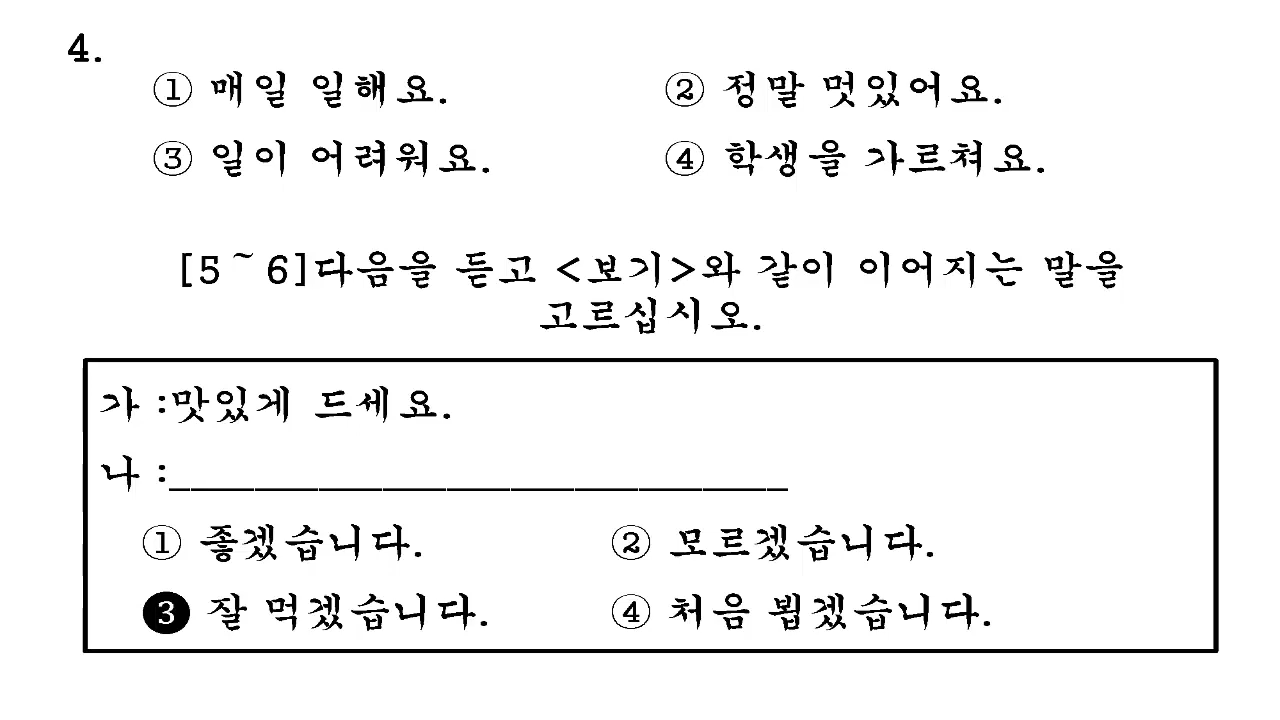 4.
① 매일 일해요. ② 정말 멋있어요.
③ 일이 어려워요. ④ 학생을 가르쳐요.
[5 ~ 6]다음을 듣고 <보기>와 같이 이어지는 말을
고르십시오.
가 :맛있게 드세요.
나 :_____________________________
① 좋겠습니다. ② 모르겠습니다.
❸ 잘 먹겠습니다. ④ 처음 뵙겠습니다.